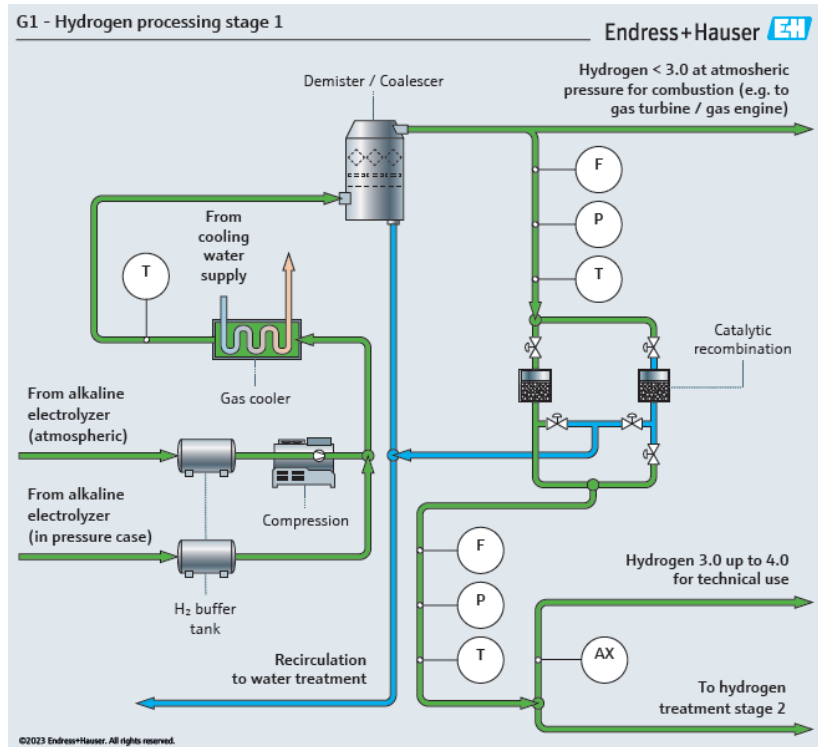 G1 - Hydrogen processing stage 1
Endress+Hauser EH
Demister / Coalescer
Hydrogen < 3.0 at atmosheric
pressure for combustion (e.g. to
gas turbine / gas engine)
F
P
T
From
cooling
water
supply
T
Gas cooler
Catalytic
recombination
From alkaline
electrolyzer
(atmospheric)
Compression
From alkaline
electrolyzer
(in pressure case)
H₂ buffer
tank
F
P
T
Hydrogen 3.0 up to 4.0
for technical use
AX
Recirculation
to water treatment
To hydrogen
treatment stage 2
©2023 Endress+Hauser. All rights reserved.